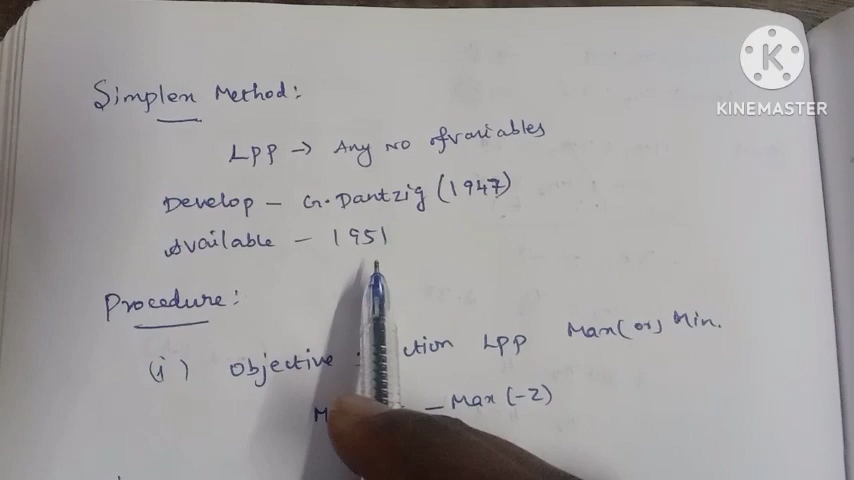 KINEMASTER
Simplex Method:
LPP → Any No of variables
Develop - G. Dantzig (1947)
Available - 1951
Procedure:
(i) Objective ction LPP Max (or) Min.
- Max (-Z)